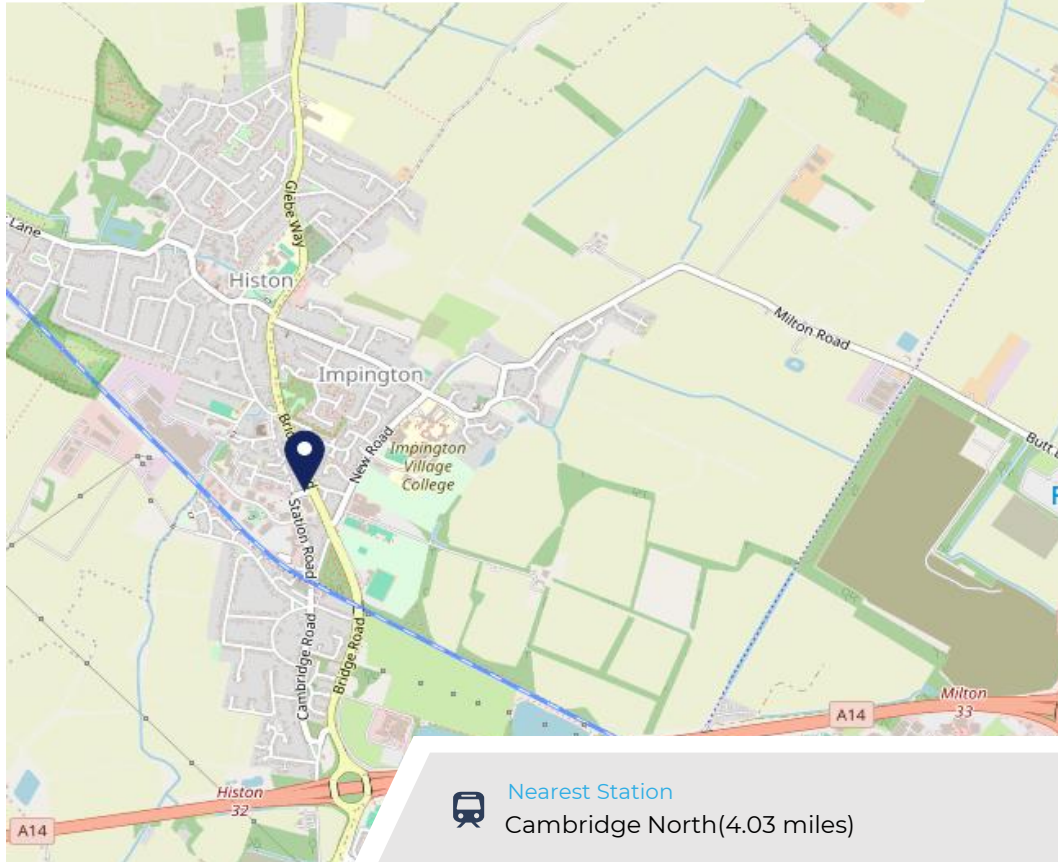 Glebe Way
Lane
Histon
Milton Road
Impington
Butt
New Road
Impington
Village
College
Station Road
Cambridge Road
Bridge Road
Milton
33
A14
Histon
32
A14
Nearest Station
Cambridge North(4.03 miles)